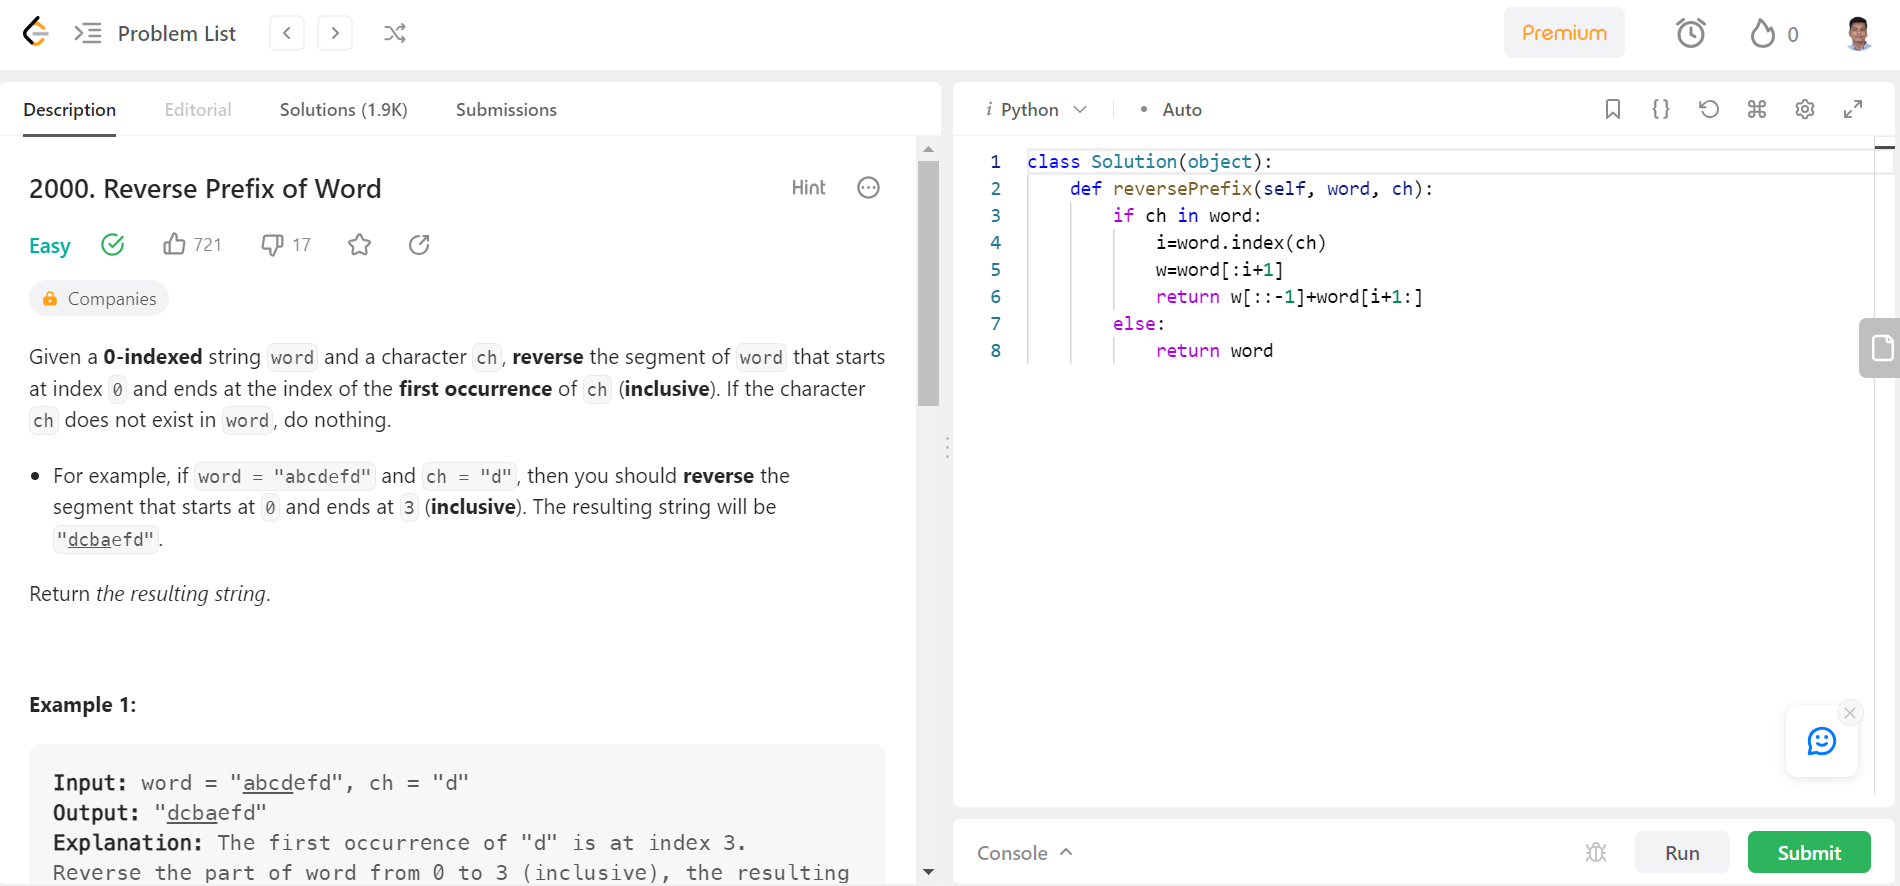 Problem List
Premium
0
Description Editorial Solutions (1.9K) Submissions
2000. Reverse Prefix of Word
Hint
Easy 721 17
Companies
Given a 0-indexed string word and a character ch, reverse the segment of word that starts
at index 0 and ends at the index of the first occurrence of ch (inclusive). If the character
ch does not exist in word, do nothing.
• For example, if word = "abcdefd" and ch = "d", then you should reverse the
segment that starts at 0 and ends at 3 (inclusive). The resulting string will be
"dcbaefd".
Return the resulting string.
Example 1:
Input: word = "abcdefd", ch = "d"
Output: "dcbaefd"
Explanation: The first occurrence of "d" is at index 3.
Reverse the part of word from 0 to 3 (inclusive), the resulting
i Python • Auto
1 class Solution(object):
2     def reversePrefix(self, word, ch):
3         if ch in word:
4             i=word.index(ch)
5             w=word[:i+1]
6             return w[::-1]+word[i+1:]
7         else:
8             return word
Console
Run
Submit